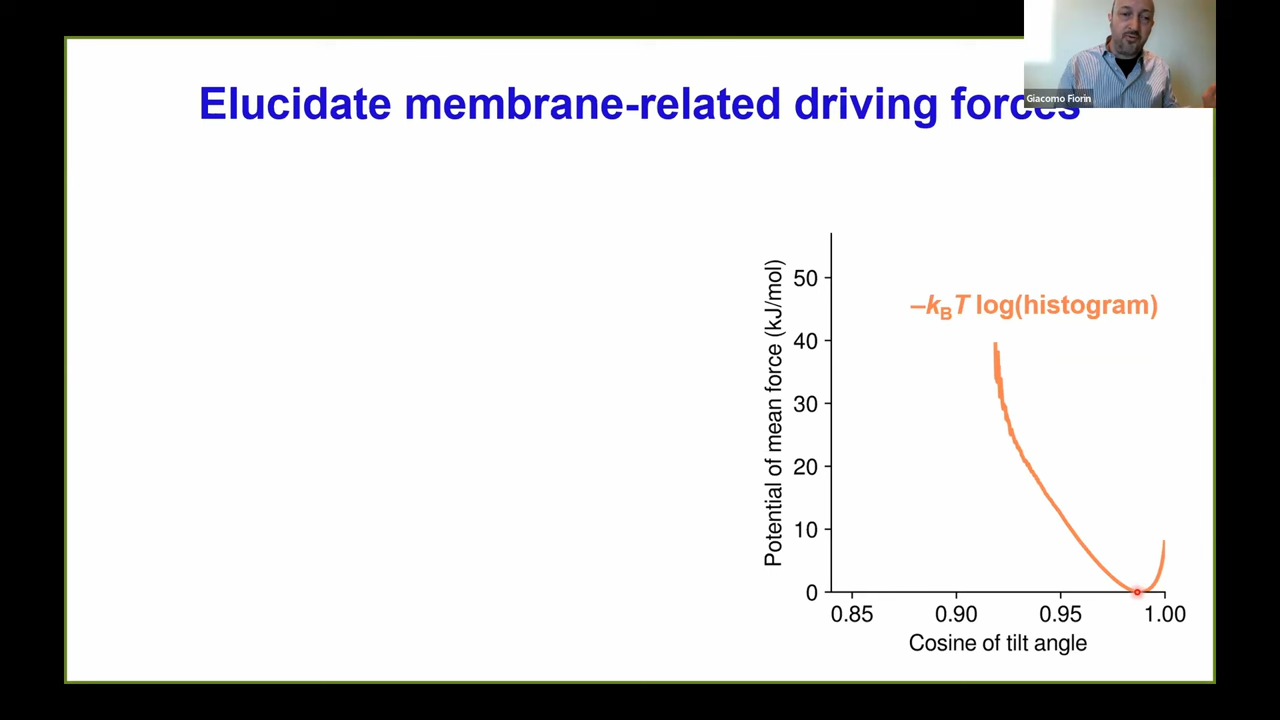 Giacomo Fiorin
Elucidate membrane-related driving forces
–kBT log(histogram)
Potential of mean force (kJ/mol)
50
40
30
20
10
0
0.85 0.90 0.95 1.00
Cosine of tilt angle